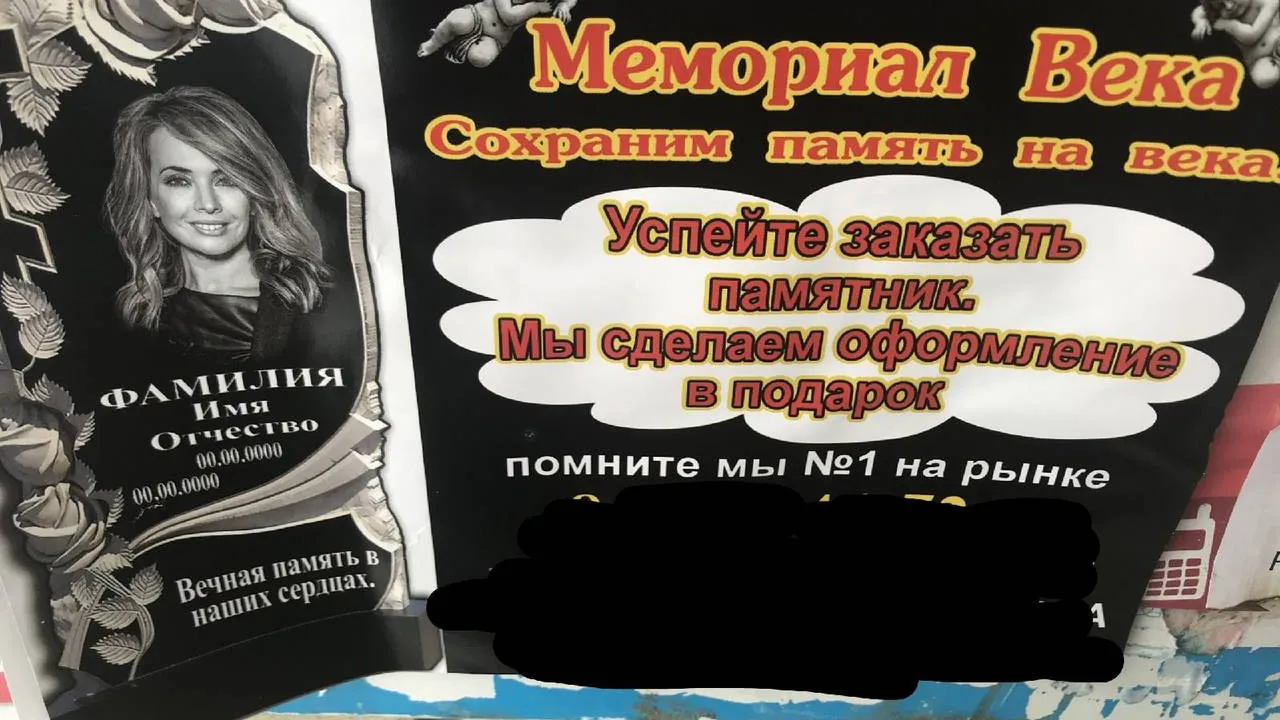 Мемориал Века
Сохраним память на века.
Успейте заказать
памятник.
Мы сделаем оформление
в подарок
помните мы №1 на рынке
ФАМИЛИЯ
Имя
Отчество
00.00.0000
00.00.0000
Вечная память в
наших сердцах.